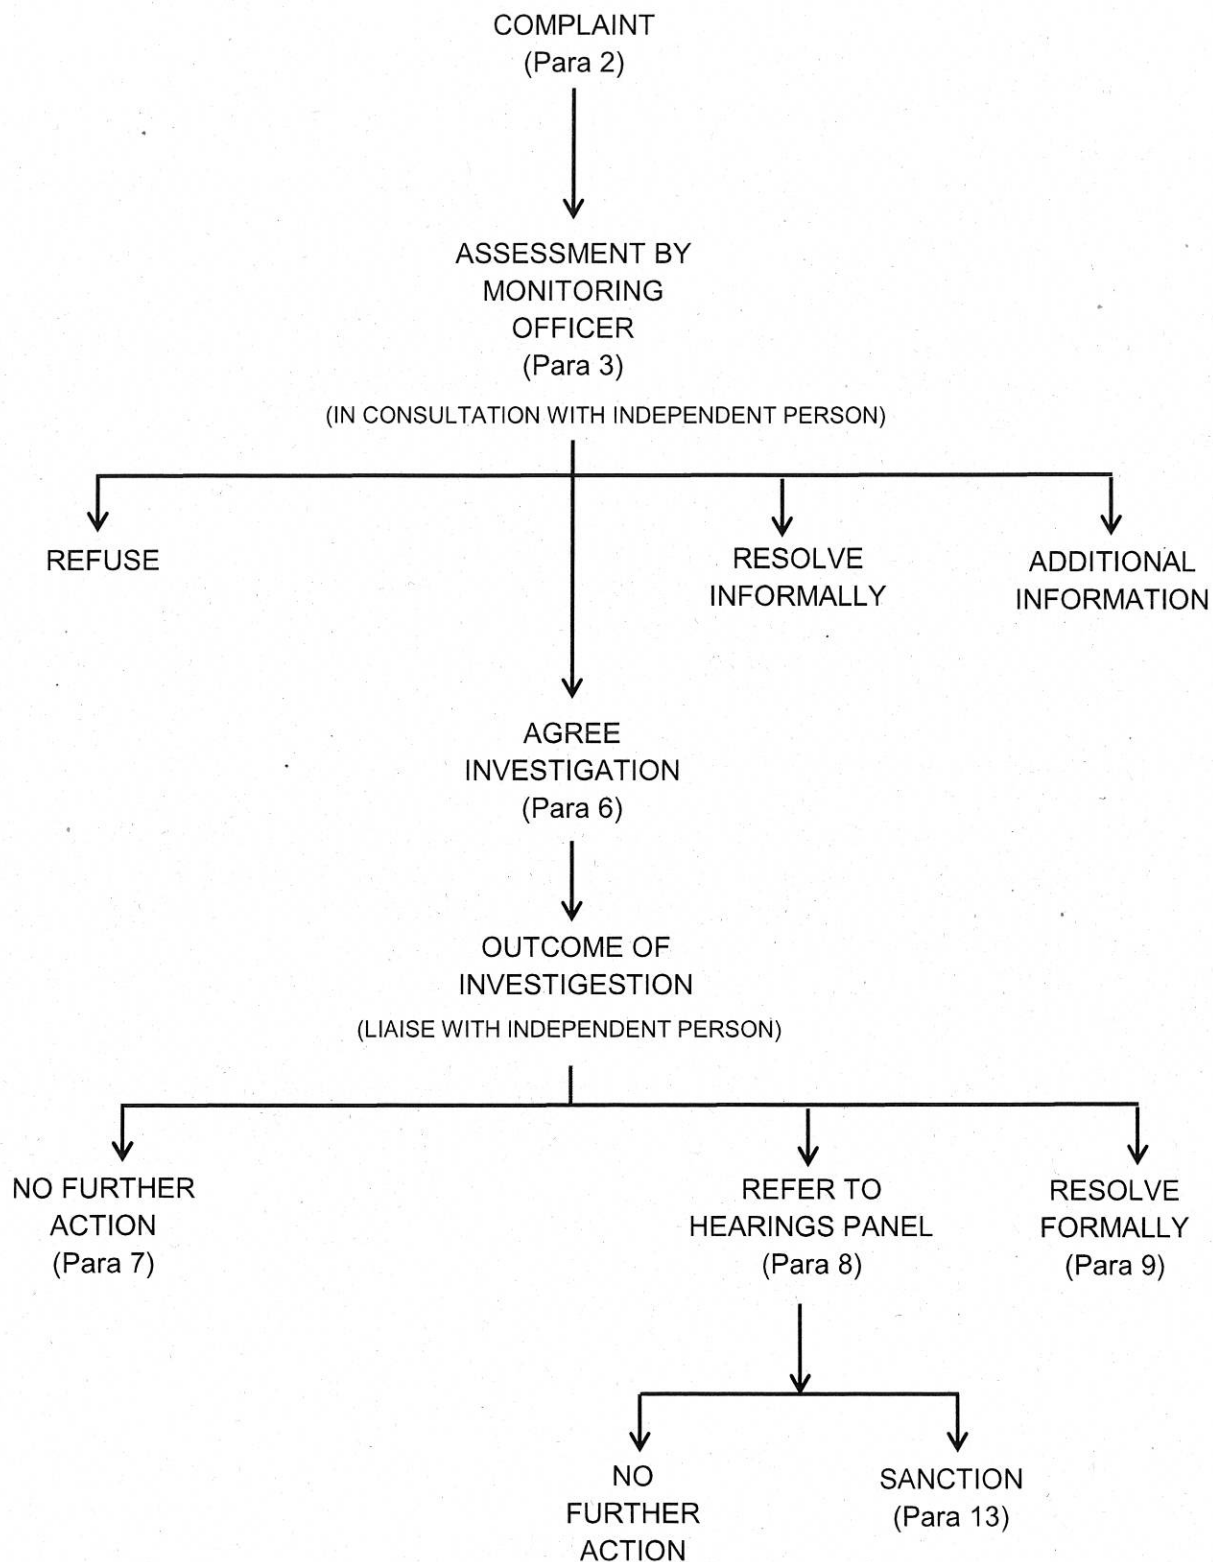 COMPLAINT
(Para 2)
ASSESSMENT BY
MONITORING
OFFICER
(Para 3)
(IN CONSULTATION WITH INDEPENDENT PERSON)
REFUSE
RESOLVE
INFORMALLY
ADDITIONAL
INFORMATION
AGREE
INVESTIGATION
(Para 6)
OUTCOME OF
INVESTIGESTION
(LIAISE WITH INDEPENDENT PERSON)
NO FURTHER
ACTION
(Para 7)
REFER TO
HEARINGS PANEL
(Para 8)
RESOLVE
FORMALLY
(Para 9)
NO
FURTHER
ACTION
SANCTION
(Para 13)